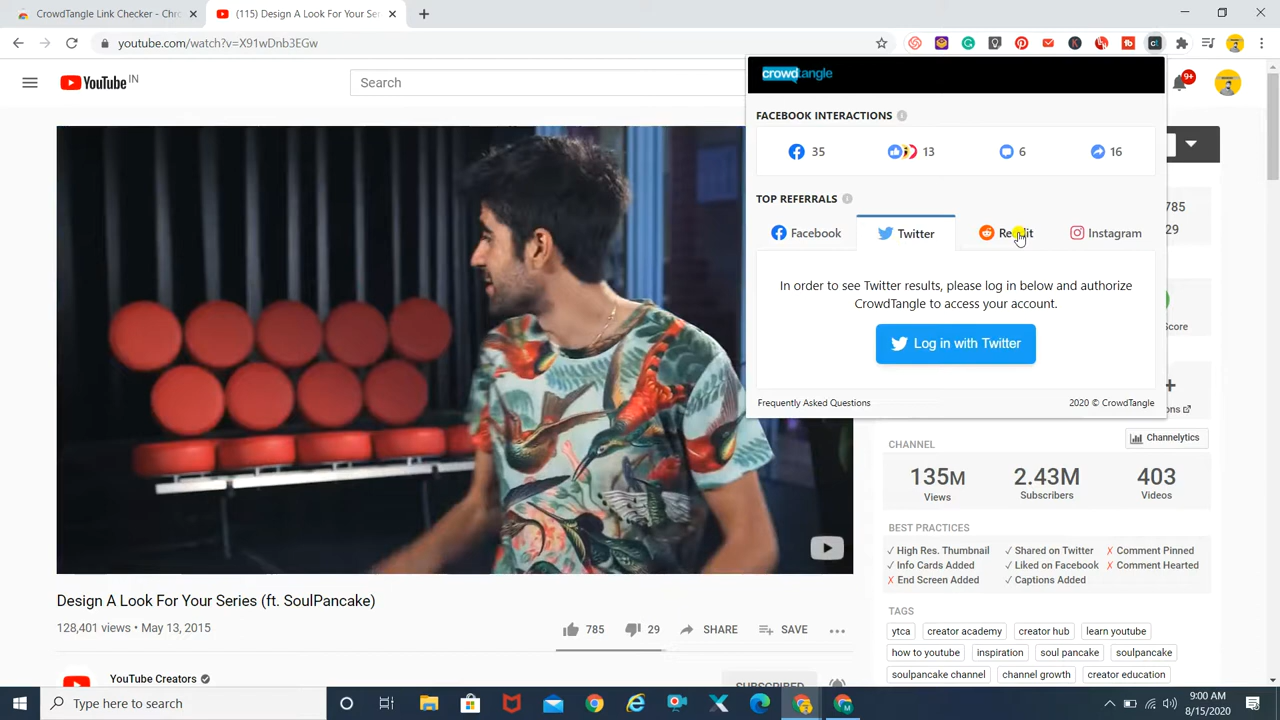 CrowdTangle Link Checker - Chro
(115) Design A Look For Your Se
youtube.com/watch?v=X91wDnb3EGw
YouTube IN
Search
9+
crowdtangle
FACEBOOK INTERACTIONS
35
13
6
16
TOP REFERRALS
Facebook
Twitter
Instagram
In order to see Twitter results, please log in below and authorize
CrowdTangle to access your account.
Log in with Twitter
Frequently Asked Questions
2020 © CrowdTangle
785
29
Score
ons
CHANNEL
Channelytics
135M
2.43M
403
Views
Subscribers
Videos
BEST PRACTICES
✓ High Res. Thumbnail ✓ Shared on Twitter ✗ Comment Pinned
✓ Info Cards Added ✓ Liked on Facebook ✗ Comment Hearted
✗ End Screen Added ✓ Captions Added
TAGS
ytca creator academy creator hub learn youtube
how to youtube inspiration soul pancake soulpancake
soulpancake channel channel growth creator education
Design A Look For Your Series (ft. SoulPancake)
128,401 views • May 13, 2015
785
29
SHARE
SAVE
YouTube Creators
SUBSCRIBED
Type here to search
9:00 AM
8/15/2020